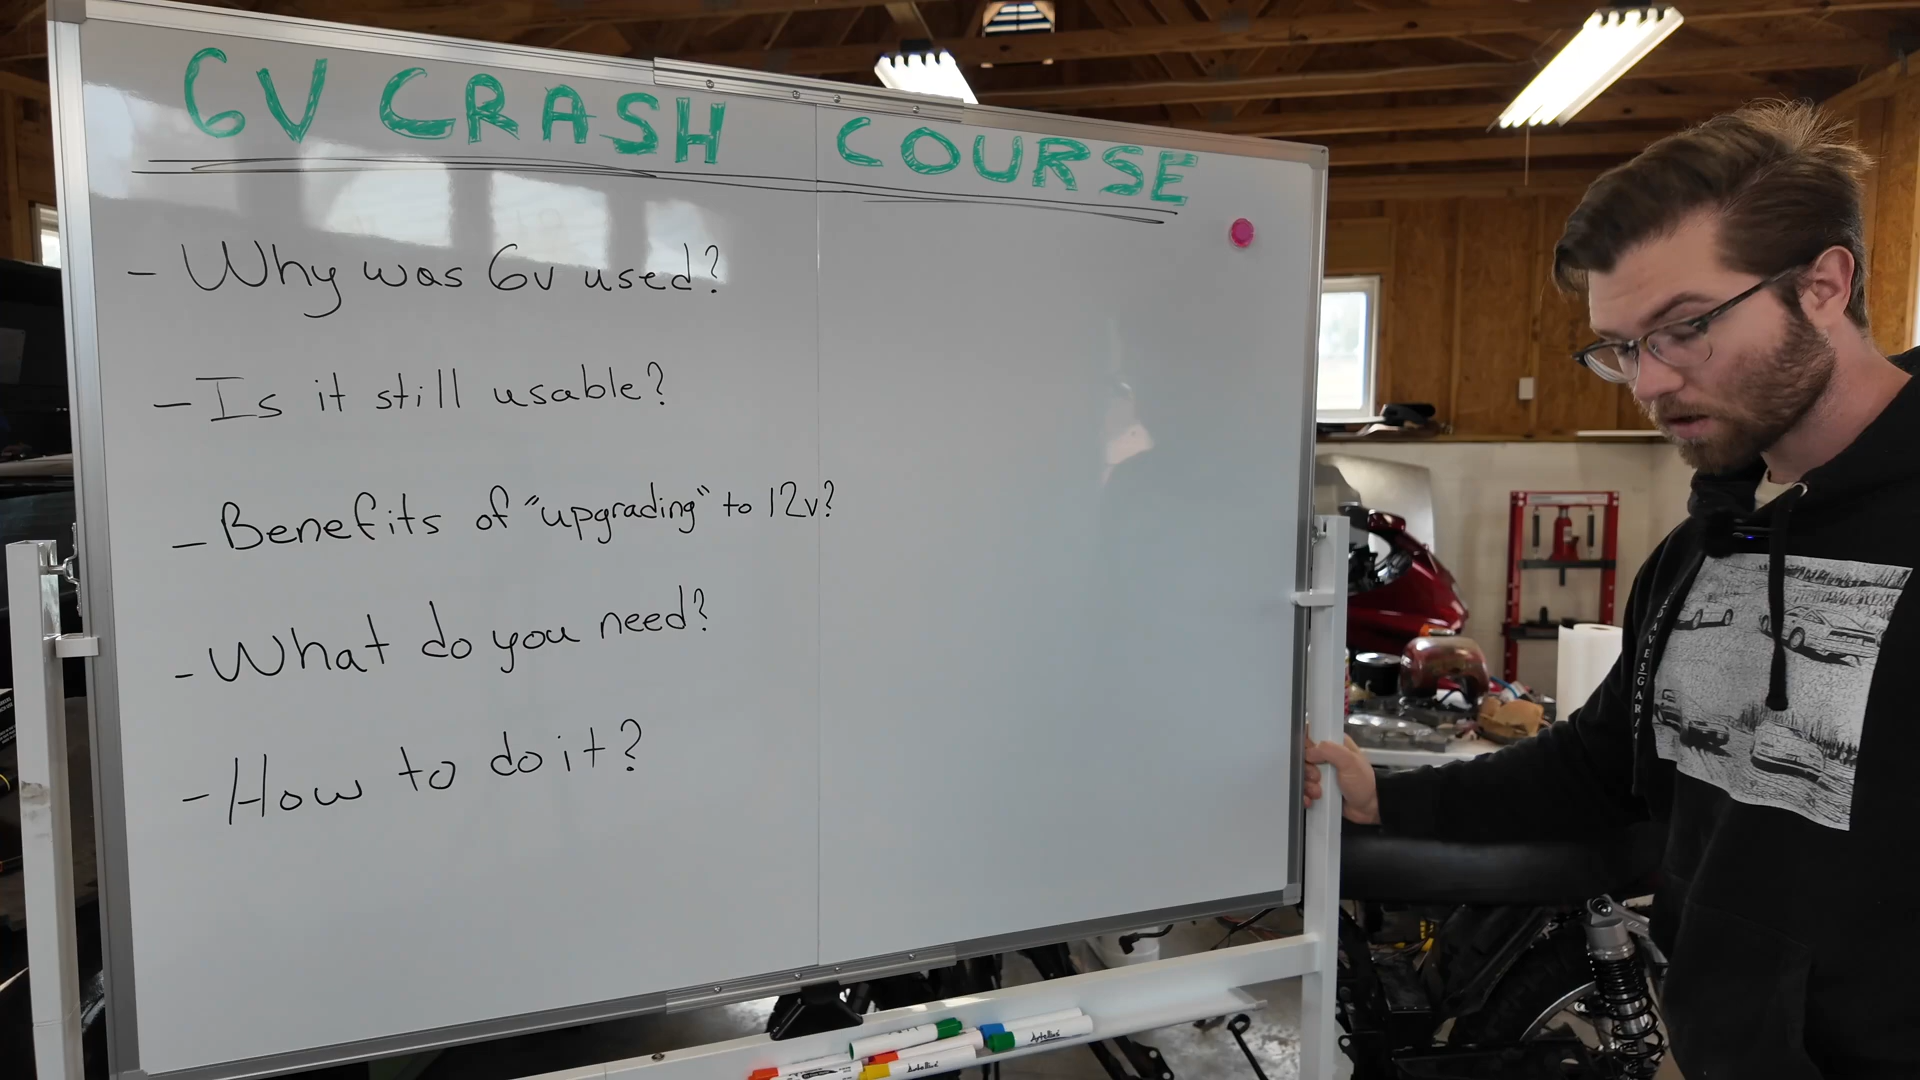 6V CRASH COURSE
- Why was 6v used?
- Is it still usable?
- Benefits of "upgrading" to 12v?
- What do you need?
- How to do it?